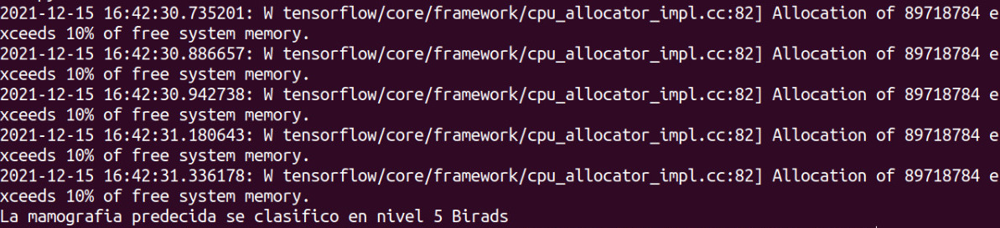 2021-12-15 16:42:30.735201: W tensorflow/core/framework/cpu_allocator_impl.cc:82] Allocation of 89718784 e
xceeds 10% of free system memory.
2021-12-15 16:42:30.886657: W tensorflow/core/framework/cpu_allocator_impl.cc:82] Allocation of 89718784 e
xceeds 10% of free system memory.
2021-12-15 16:42:30.942738: W tensorflow/core/framework/cpu_allocator_impl.cc:82] Allocation of 89718784 e
xceeds 10% of free system memory.
2021-12-15 16:42:31.180643: W tensorflow/core/framework/cpu_allocator_impl.cc:82] Allocation of 89718784 e
xceeds 10% of free system memory.
2021-12-15 16:42:31.336178: W tensorflow/core/framework/cpu_allocator_impl.cc:82] Allocation of 89718784 e
xceeds 10% of free system memory.
La mamografia predecida se clasifico en nivel 5 Birads